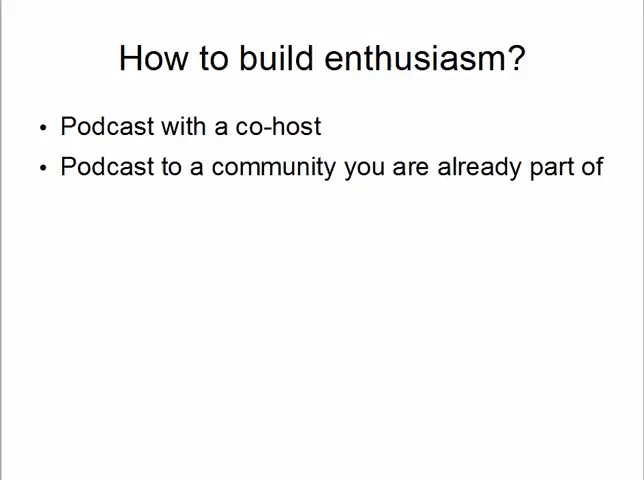 How to build enthusiasm?
• Podcast with a co-host
• Podcast to a community you are already part of